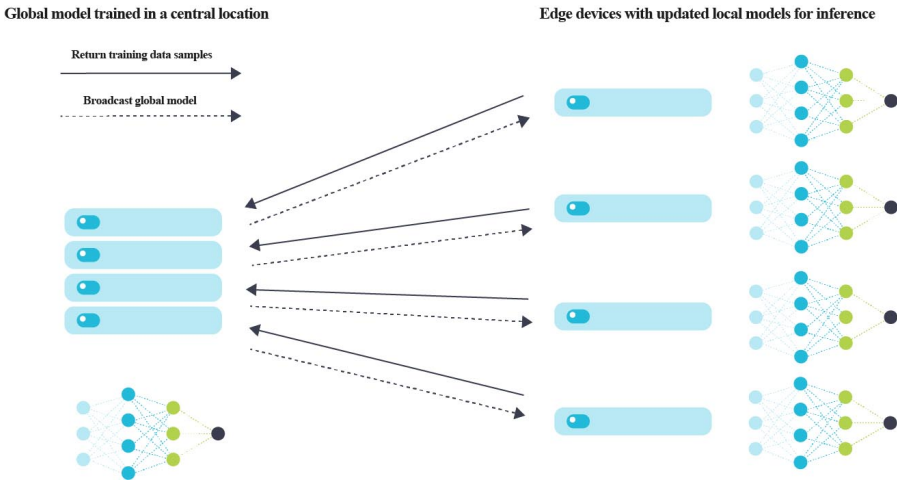 Global model trained in a central location
Edge devices with updated local models for inference
Return training data samples
Broadcast global model